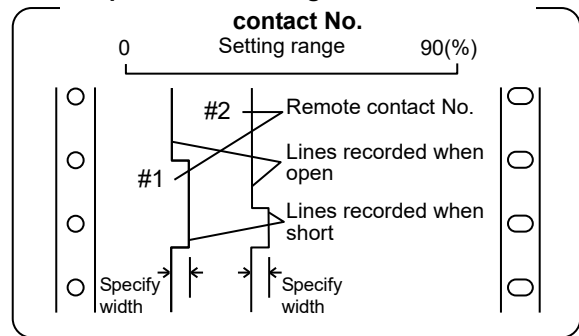 contact No.
0 Setting range 90(%)
#2 Remote contact No.
Lines recorded when
open
#1
Lines recorded when
short
Specify
width
Specify
width